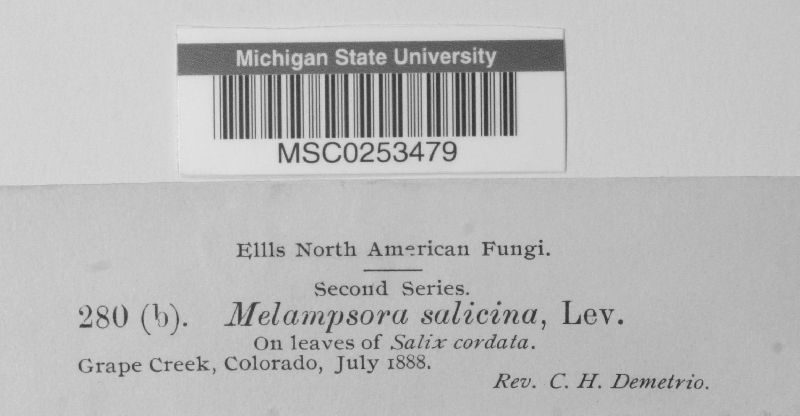 Michigan State University
MSC0253479
Ellls North American Fungi.
Second Series.
280 (b). Melampsora salicina, Lev.
On leaves of Salix cordata.
Grape Creek, Colorado, July 1888.
Rev. C. H. Demetrio.